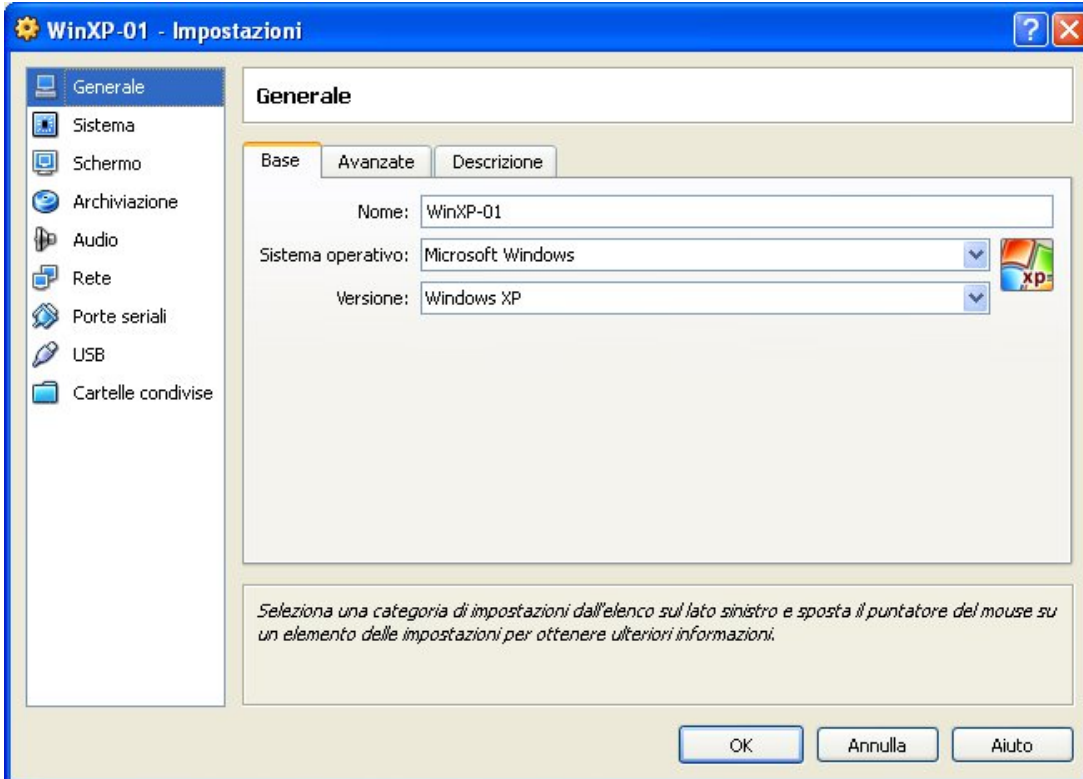 WinXP-01 - Impostazioni
Generale
Sistema
Schermo
Archiviazione
Audio
Rete
Porte seriali
USB
Cartelle condivise
Generale
Base Avanzate Descrizione
Nome: WinXP-01
Sistema operativo: Microsoft Windows
Versione: Windows XP
xp
Seleziona una categoria di impostazioni dall'elenco sul lato sinistro e sposta il puntatore del mouse su
un elemento delle impostazioni per ottenere ulteriori informazioni.
OK Annulla Aiuto